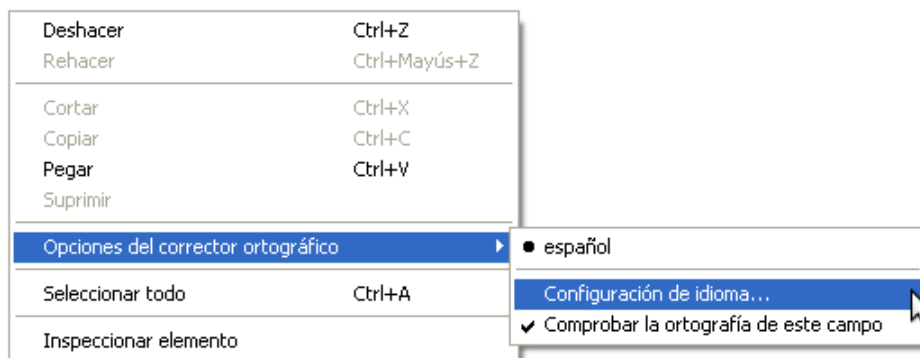 Deshacer Ctrl+Z
Rehacer Ctrl+Mayús+Z
Cortar Ctrl+X
Copiar Ctrl+C
Pegar Ctrl+V
Suprimir
Opciones del corrector ortográfico
Seleccionar todo Ctrl+A
Inspeccionar elemento
español
Configuración de idioma...
Comprobar la ortografía de este campo